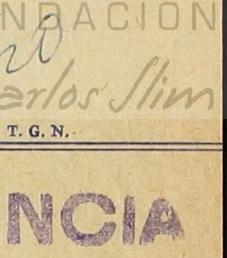 NDACION
arlos Slim
T. G. N.
NCIA